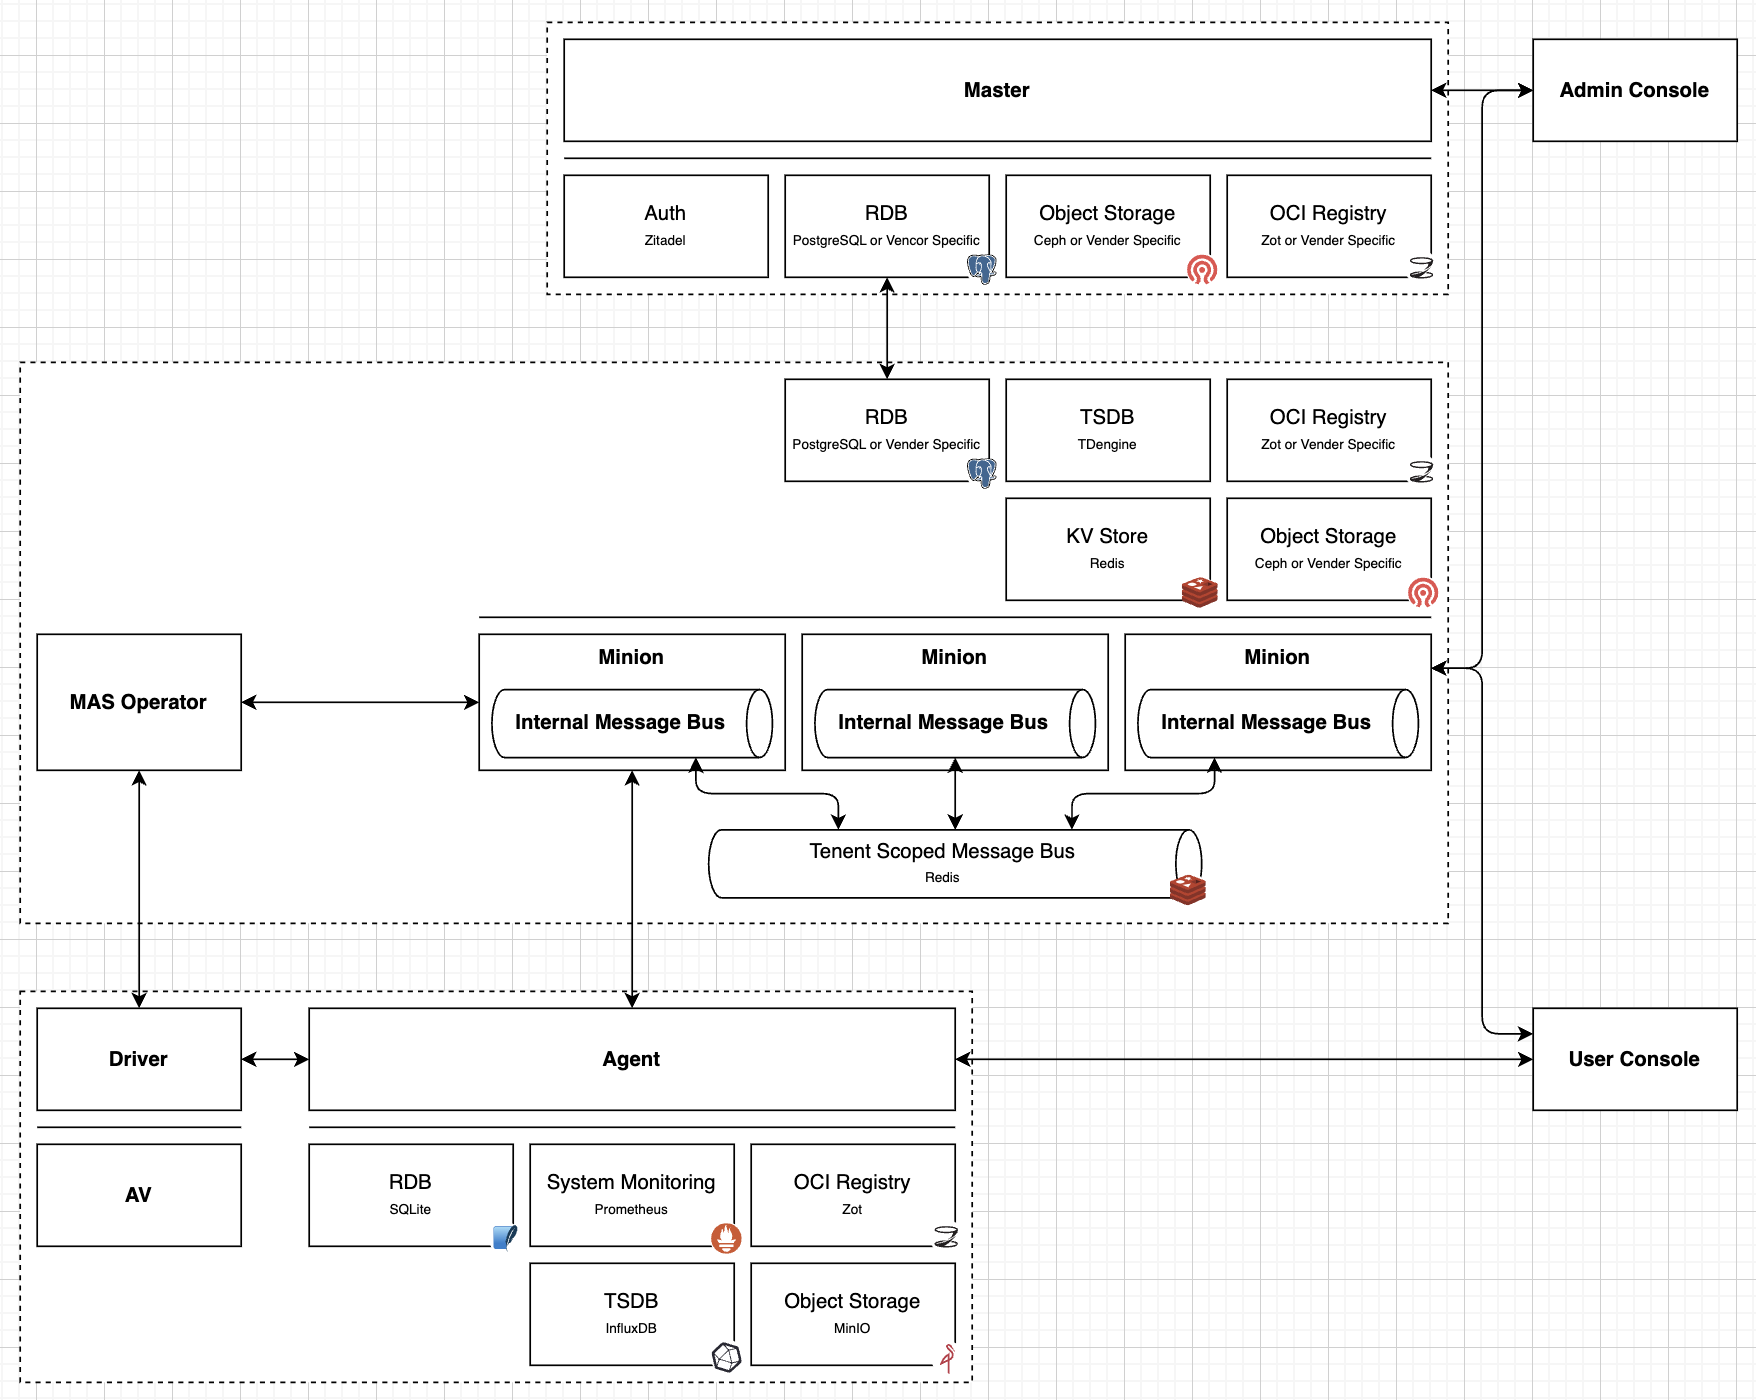 Master
Admin Console
Auth
Zitadel
RDB
PostgreSQL or Vencor Specific
Object Storage
Ceph or Vender Specific
OCI Registry
Zot or Vender Specific
RDB
PostgreSQL or Vender Specific
TSDB
TDengine
OCI Registry
Zot or Vender Specific
KV Store
Redis
Object Storage
Ceph or Vender Specific
MAS Operator
Minion
Internal Message Bus
Minion
Internal Message Bus
Minion
Internal Message Bus
Tenent Scoped Message Bus
Redis
Driver
Agent
User Console
AV
RDB
SQLite
System Monitoring
Prometheus
OCI Registry
Zot
TSDB
InfluxDB
Object Storage
MinIO